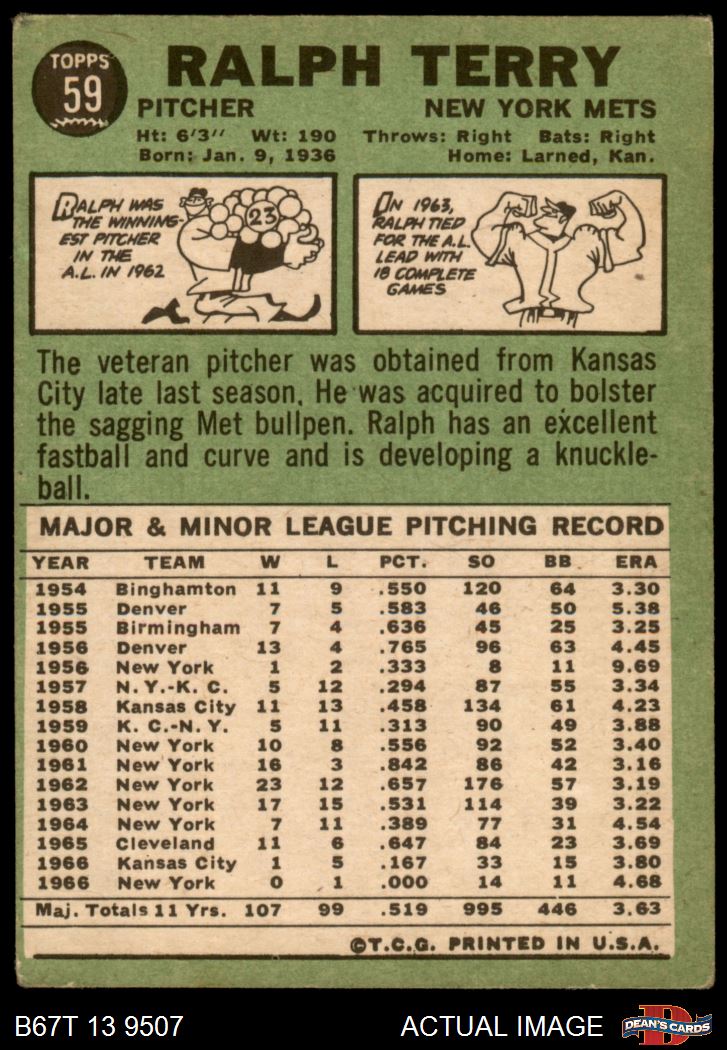 TOPPS
59
RALPH TERRY
PITCHER NEW YORK METS
Ht: 6'3" Wt: 190 Throws: Right Bats: Right
Born: Jan. 9, 1936 Home: Larned, Kan.
RALPH WAS
THE WINNING-
EST PITCHER
IN THE
A.L. IN 1962
23
IN 1963,
RALPH TIED
FOR THE A.L.
LEAD WITH
18 COMPLETE
GAMES
The veteran pitcher was obtained from Kansas
City late last season. He was acquired to bolster
the sagging Met bullpen. Ralph has an excellent
fastball and curve and is developing a knuckle-
ball.
MAJOR & MINOR LEAGUE PITCHING RECORD
YEAR TEAM W L PCT. SO BB ERA
1954 Binghamton 11 9 .550 120 64 3.30
1955 Denver 7 5 .583 46 50 5.38
1955 Birmingham 7 4 .636 45 25 3.25
1956 Denver 13 4 .765 96 63 4.45
1956 New York 1 2 .333 8 11 9.69
1957 N. Y.-K. C. 5 12 .294 87 55 3.34
1958 Kansas City 11 13 .458 134 61 4.23
1959 K. C.-N. Y. 5 11 .313 90 49 3.88
1960 New York 10 8 .556 92 52 3.40
1961 New York 16 3 .842 86 42 3.16
1962 New York 23 12 .657 176 57 3.19
1963 New York 17 15 .531 114 39 3.22
1964 New York 7 11 .389 77 31 4.54
1965 Cleveland 11 6 .647 84 23 3.69
1966 Kansas City 1 5 .167 33 15 3.80
1966 New York 0 1 .000 14 11 4.68
Maj. Totals 11 Yrs. 107 99 .519 995 446 3.63
©T.C.G. PRINTED IN U.S.A.
B67T 13 9507 ACTUAL IMAGE
D
DEAN'S CARDS